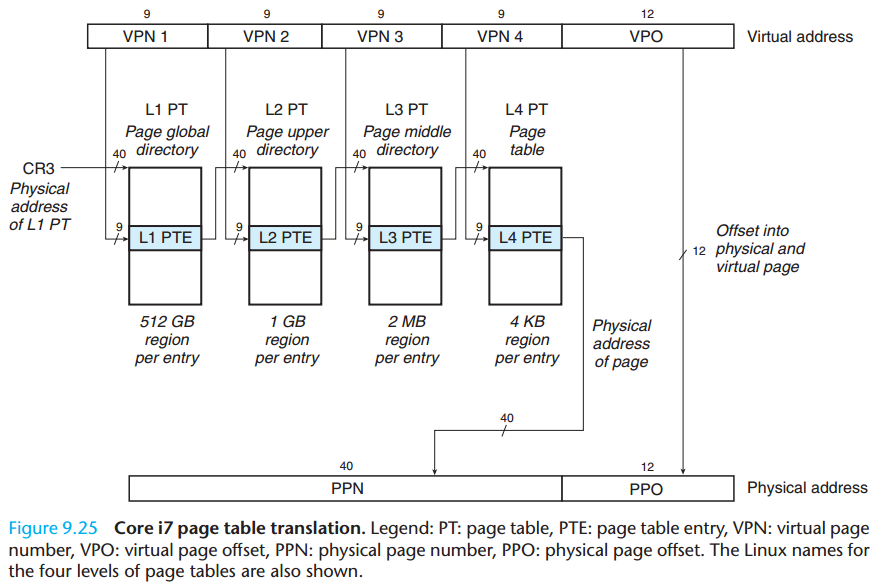 9 9 9 9 12
VPN 1 VPN 2 VPN 3 VPN 4 VPO Virtual address
L1 PT L2 PT L3 PT L4 PT
Page global Page upper Page middle Page
directory directory directory table
40 40 40 40
CR3
Physical
address
of L1 PT
9 9 9 9
L1 PTE L2 PTE L3 PTE L4 PTE
Offset into
12 physical and
virtual page
512 GB 1 GB 2 MB 4 KB
region region region region
per entry per entry per entry per entry
Physical
address
of page
40
40 12
PPN PPO Physical address
Figure 9.25 Core i7 page table translation. Legend: PT: page table, PTE: page table entry, VPN: virtual page
number, VPO: virtual page offset, PPN: physical page number, PPO: physical page offset. The Linux names for
the four levels of page tables are also shown.